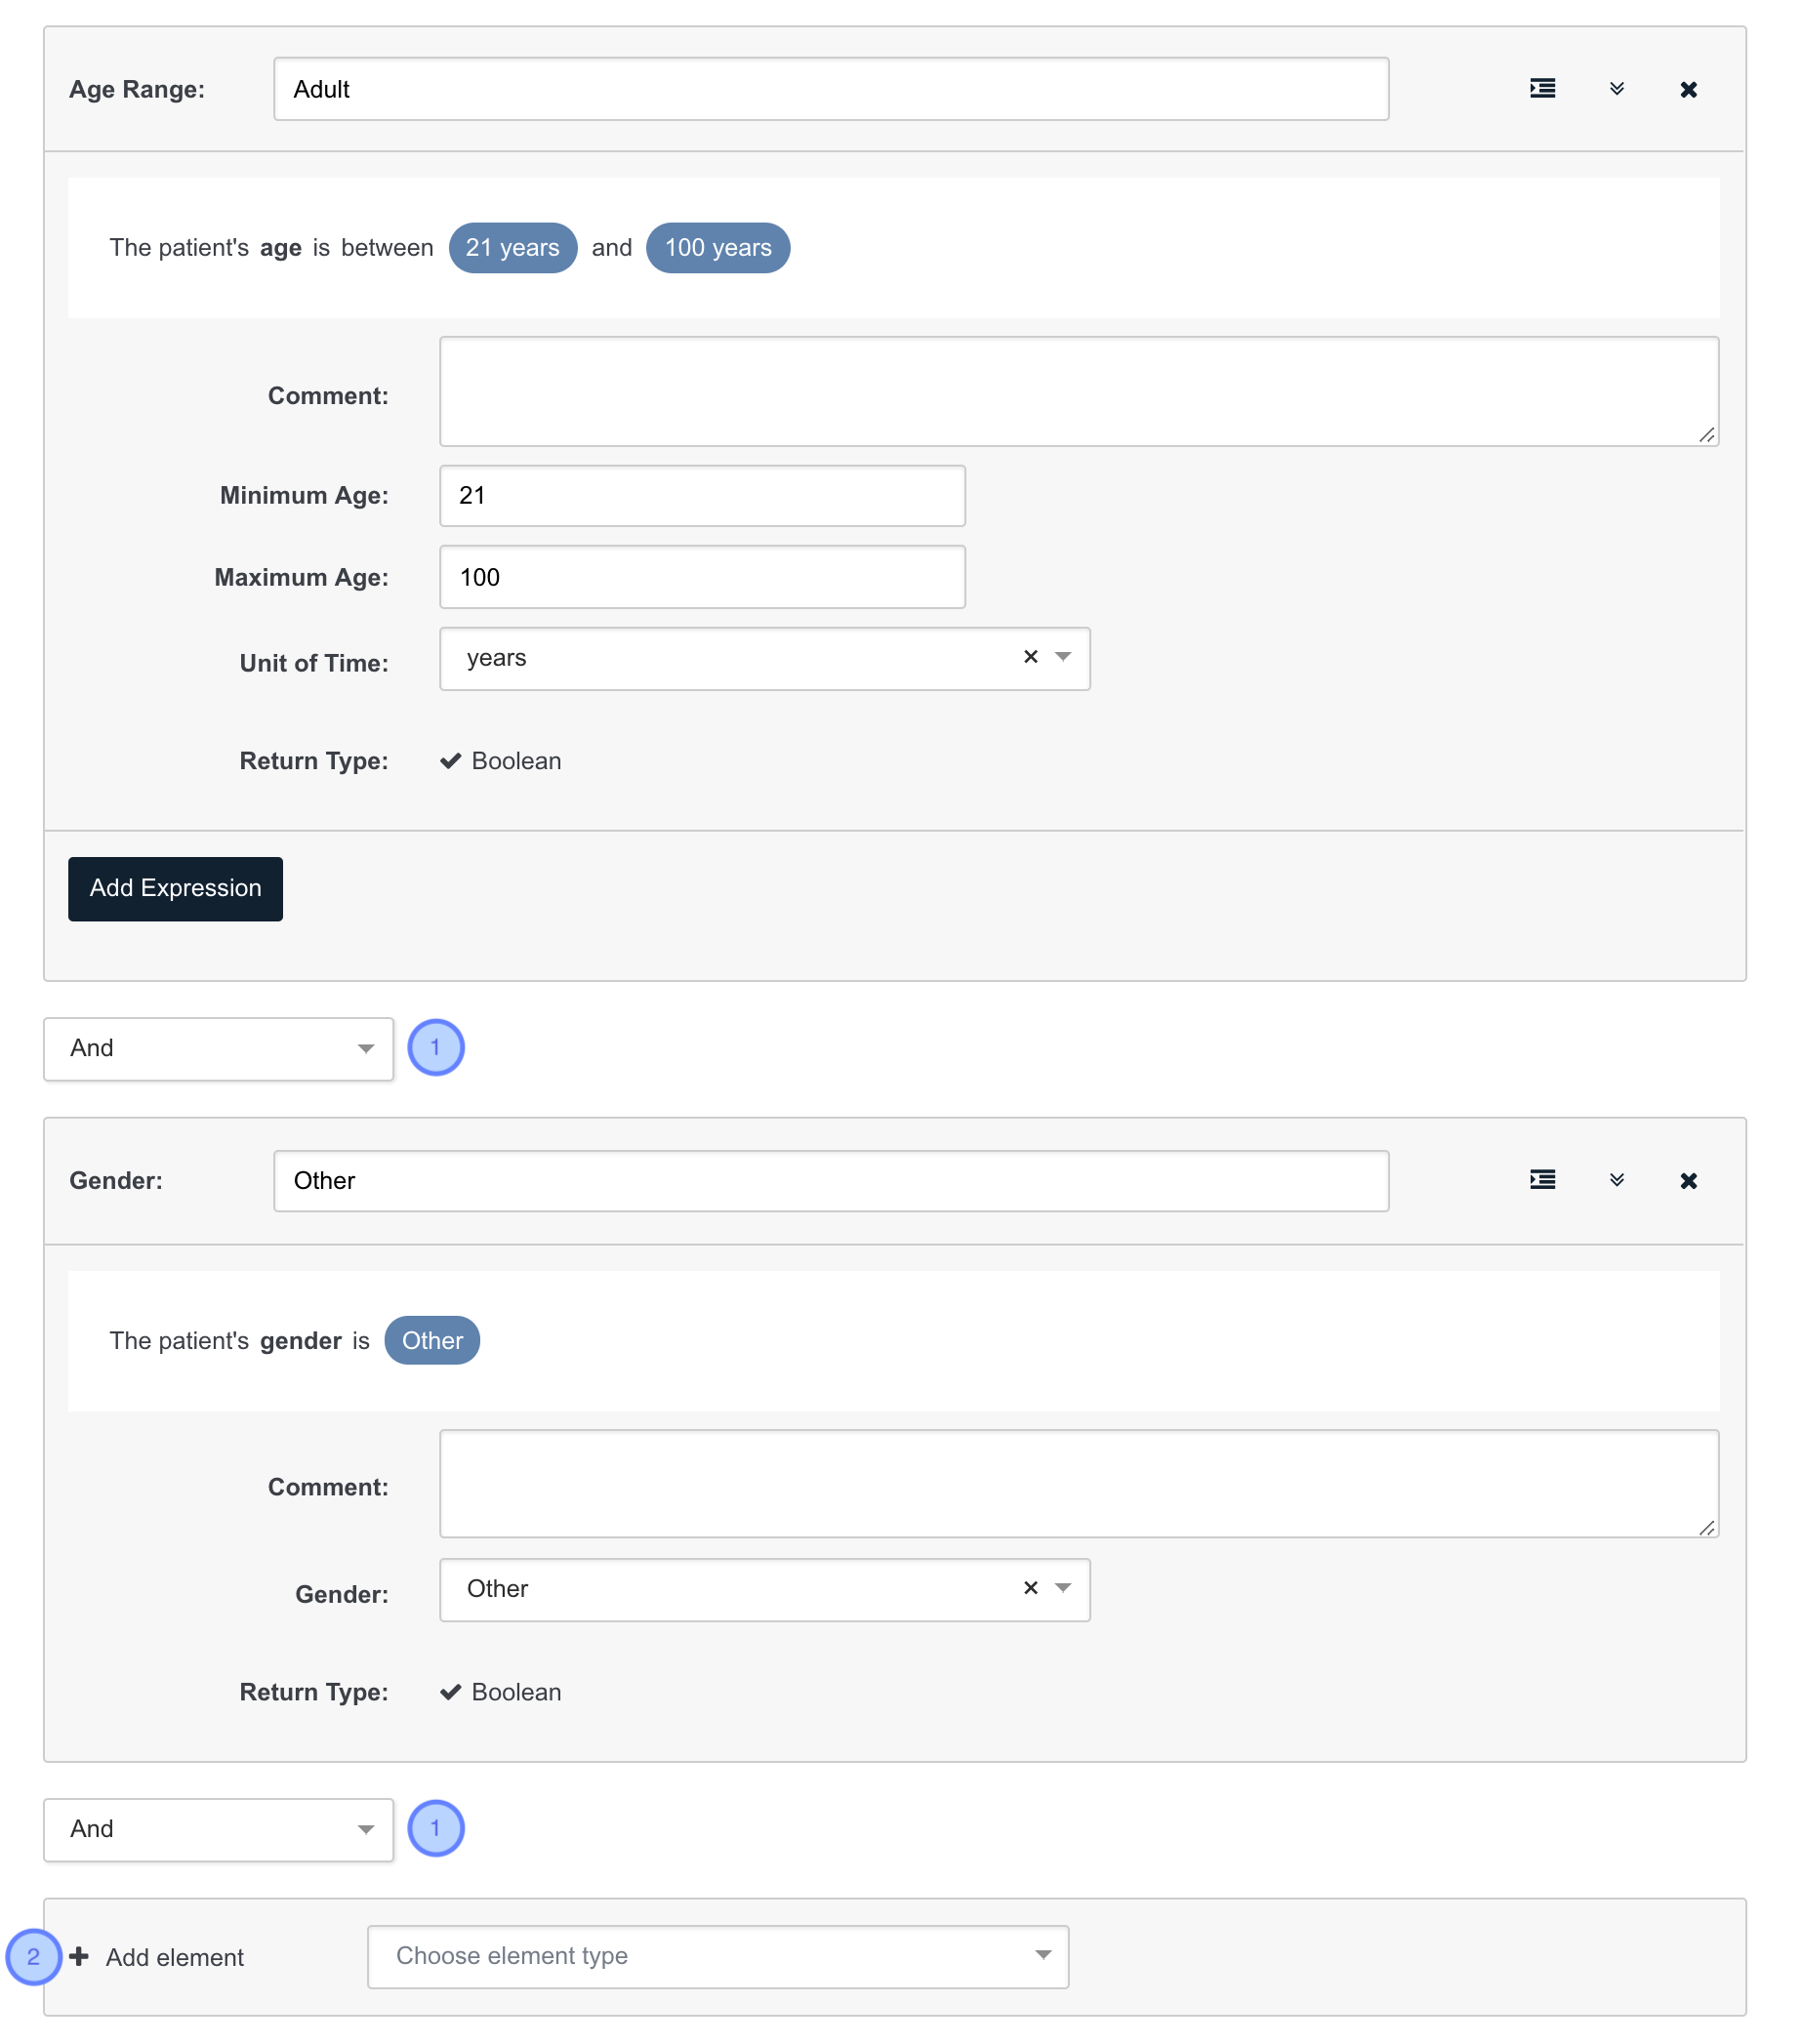 Age Range: Adult
The patient's age is between 21 years and 100 years
Comment:
Minimum Age: 21
Maximum Age: 100
Unit of Time: years
Return Type: Boolean
Add Expression
And 1
Gender: Other
The patient's gender is Other
Comment:
Gender: Other
Return Type: Boolean
And 1
2 Add element Choose element type